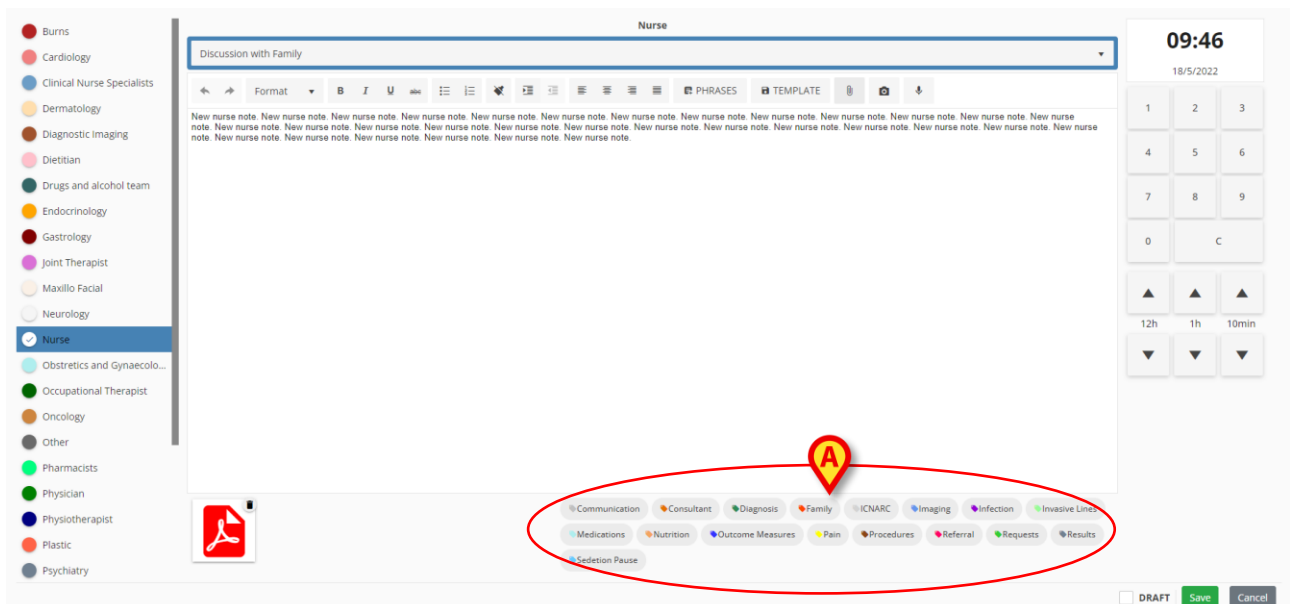 Nurse
Burns
Cardiology
Clinical Nurse Specialists
Dermatology
Diagnostic Imaging
Dietitian
Drugs and alcohol team
Endocrinology
Gastrology
Joint Therapist
Maxillo Facial
Neurology
Nurse
Obstretics and Gynaecolo...
Occupational Therapist
Oncology
Other
Pharmacists
Physician
Physiotherapist
Plastic
Psychiatry
Discussion with Family
Format B I U abc PHRASES TEMPLATE
New nurse note. New nurse note. New nurse note. New nurse note. New nurse note. New nurse note. New nurse note. New nurse note. New nurse note. New nurse note. New nurse note. New nurse note. New nurse
note. New nurse note. New nurse note. New nurse note. New nurse note. New nurse note. New nurse note. New nurse note. New nurse note. New nurse note. New nurse note. New nurse note. New nurse note. New nurse
note. New nurse note. New nurse note. New nurse note. New nurse note. New nurse note. New nurse note.
A
Communication Consultant Diagnosis Family ICNARC Imaging Infection Invasive Lines
Medications Nutrition Outcome Measures Pain Procedures Referral Requests Results
Sedetion Pause
09:46
18/5/2022
1 2 3
4 5 6
7 8 9
0 C
12h 1h 10min
DRAFT Save Cancel